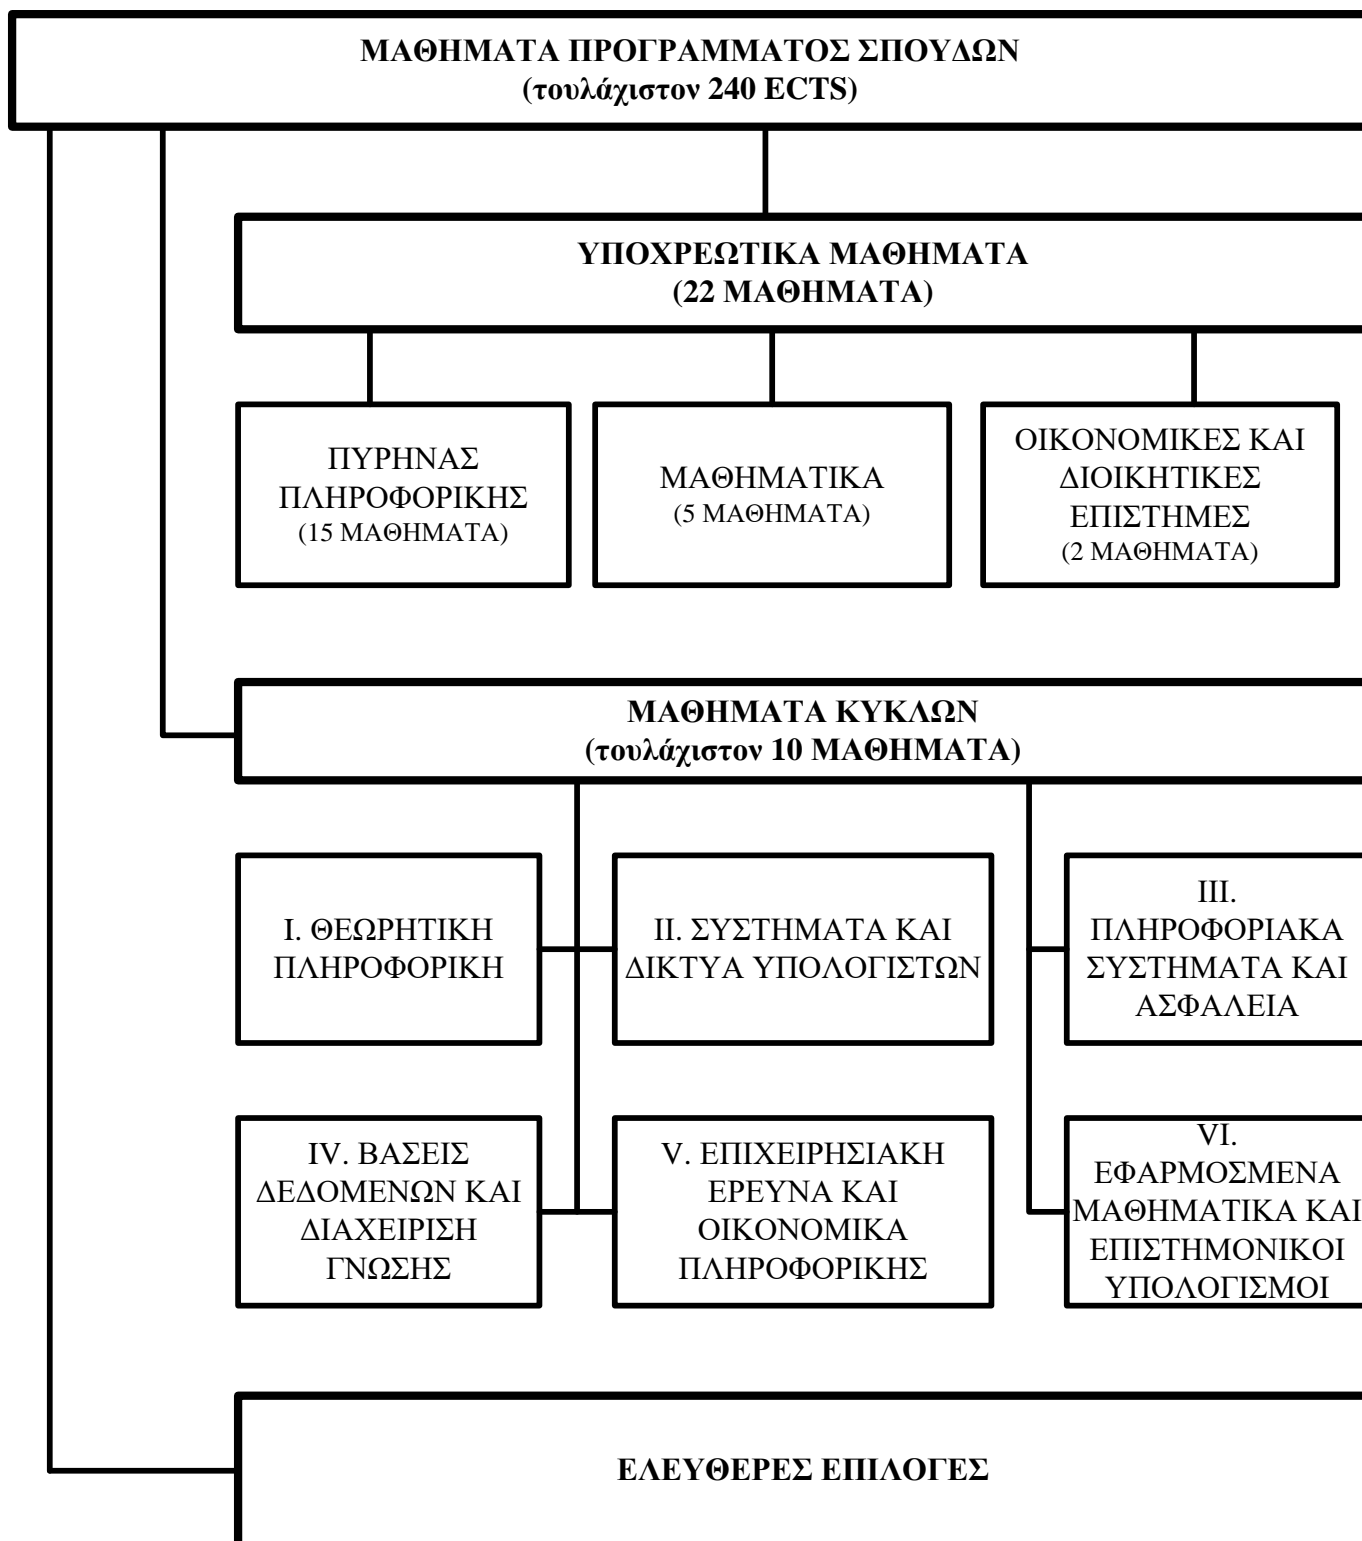 ΜΑΘΗΜΑΤΑ ΠΡΟΓΡΑΜΜΑΤΟΣ ΣΠΟΥΔΩΝ
(τουλάχιστον 240 ECTS)
ΥΠΟΧΡΕΩΤΙΚΑ ΜΑΘΗΜΑΤΑ
(22 ΜΑΘΗΜΑΤΑ)
ΠΥΡΗΝΑΣ
ΠΛΗΡΟΦΟΡΙΚΗΣ
(15 ΜΑΘΗΜΑΤΑ)
ΜΑΘΗΜΑΤΙΚΑ
(5 ΜΑΘΗΜΑΤΑ)
ΟΙΚΟΝΟΜΙΚΕΣ ΚΑΙ
ΔΙΟΙΚΗΤΙΚΕΣ
ΕΠΙΣΤΗΜΕΣ
(2 ΜΑΘΗΜΑΤΑ)
ΜΑΘΗΜΑΤΑ ΚΥΚΛΩΝ
(τουλάχιστον 10 ΜΑΘΗΜΑΤΑ)
I. ΘΕΩΡΗΤΙΚΗ
ΠΛΗΡΟΦΟΡΙΚΗ
II. ΣΥΣΤΗΜΑΤΑ ΚΑΙ
ΔΙΚΤΥΑ ΥΠΟΛΟΓΙΣΤΩΝ
III.
ΠΛΗΡΟΦΟΡΙΑΚΑ
ΣΥΣΤΗΜΑΤΑ ΚΑΙ
ΑΣΦΑΛΕΙΑ
IV. ΒΑΣΕΙΣ
ΔΕΔΟΜΕΝΩΝ ΚΑΙ
ΔΙΑΧΕΙΡΙΣΗ
ΓΝΩΣΗΣ
V. ΕΠΙΧΕΙΡΗΣΙΑΚΗ
ΕΡΕΥΝΑ ΚΑΙ
ΟΙΚΟΝΟΜΙΚΑ
ΠΛΗΡΟΦΟΡΙΚΗΣ
VI.
ΕΦΑΡΜΟΣΜΕΝΑ
ΜΑΘΗΜΑΤΙΚΑ ΚΑΙ
ΕΠΙΣΤΗΜΟΝΙΚΟΙ
ΥΠΟΛΟΓΙΣΜΟΙ
ΕΛΕΥΘΕΡΕΣ ΕΠΙΛΟΓΕΣ